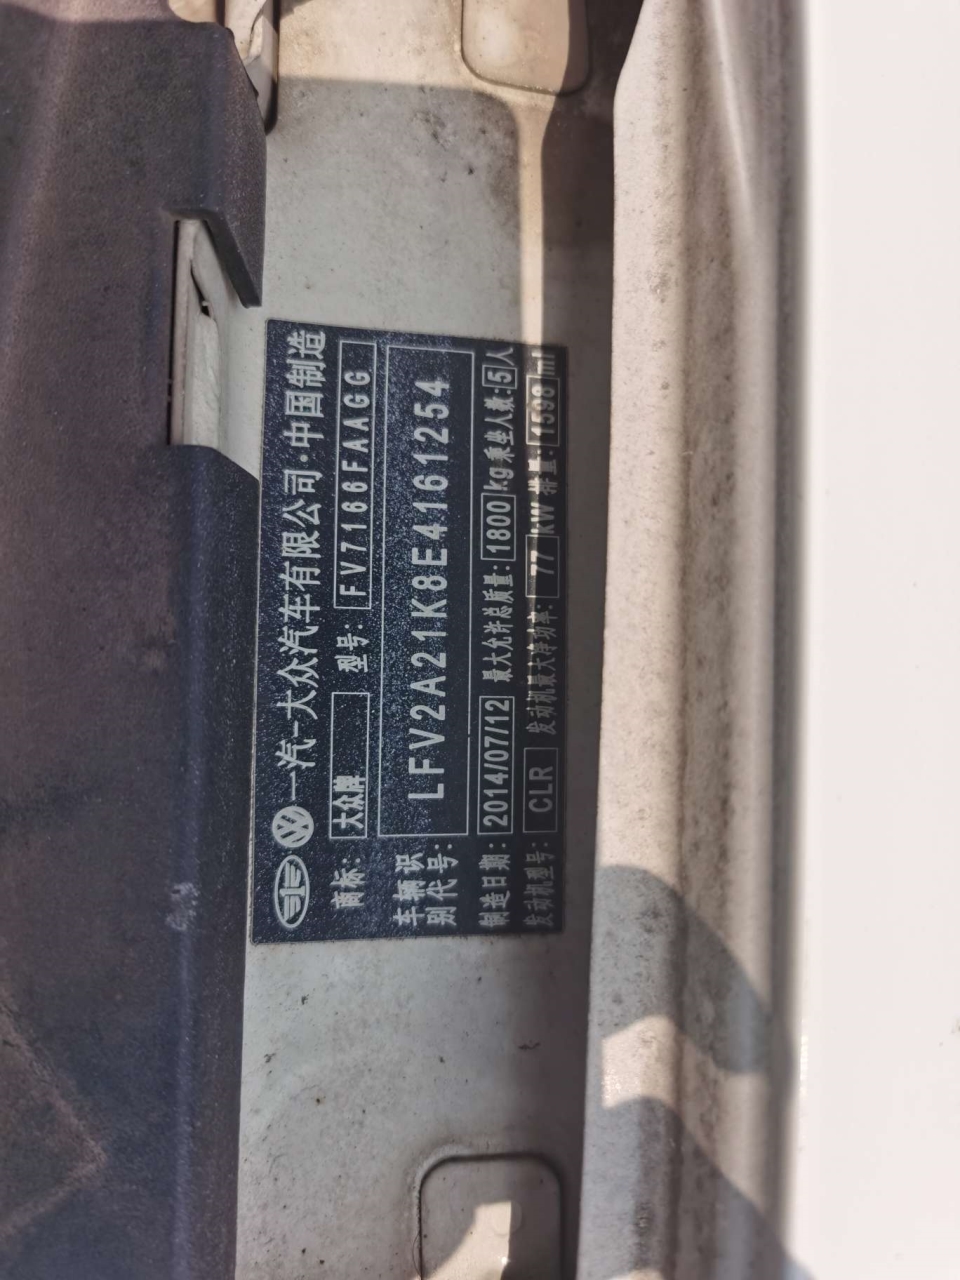 一汽-大众汽车有限公司·中国制造
商标: 大众牌 型号: FV7166FAAGG
车辆识别代号: LFV2A21K8E4161254
制造日期: 2014/07/12 最大允许总质量: 1800 kg 乘坐人数: 5 人
发动机型号: CLR 发动机最大净功率: 77 kW 排量: 1598 ml